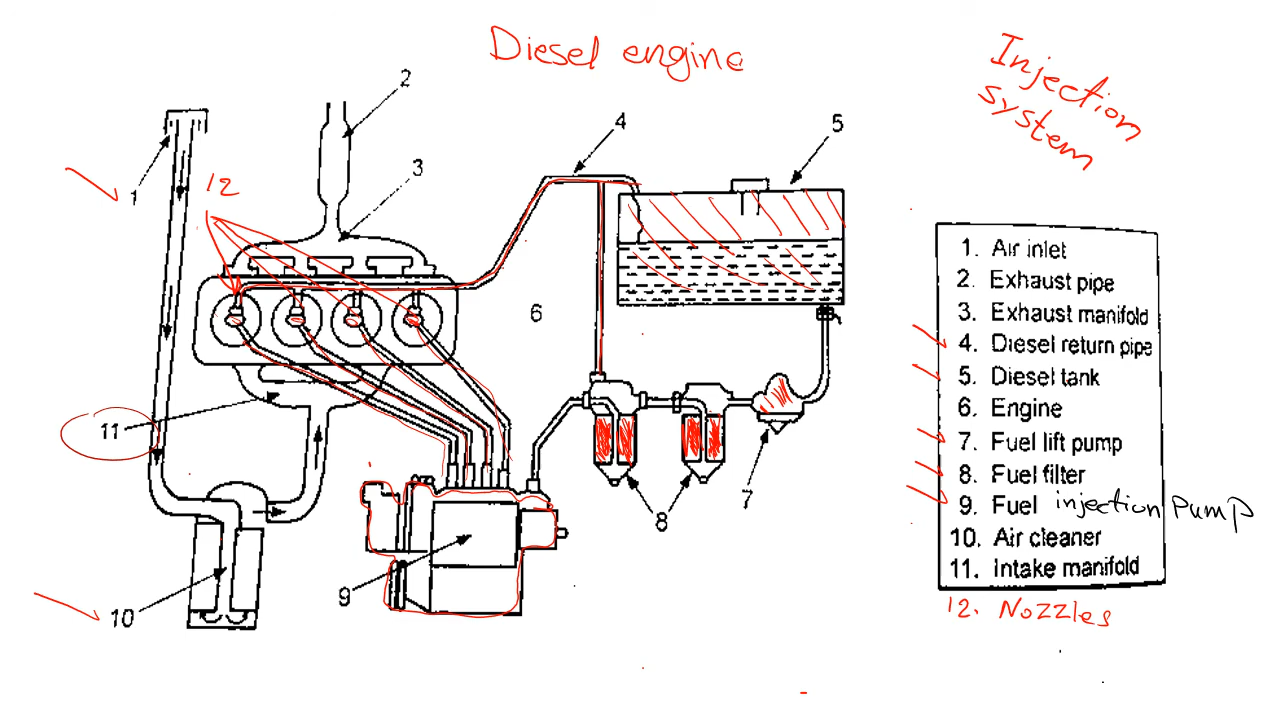 Diesel engine
Injection
system
1
2
3
4
5
12
6
11
7
8
9
10
1. Air inlet
2. Exhaust pipe
3. Exhaust manifold
4. Diesel return pipe
5. Diesel tank
6. Engine
7. Fuel lift pump
8. Fuel filter
9. Fuel injection pump
10. Air cleaner
11. Intake manifold
12. Nozzles